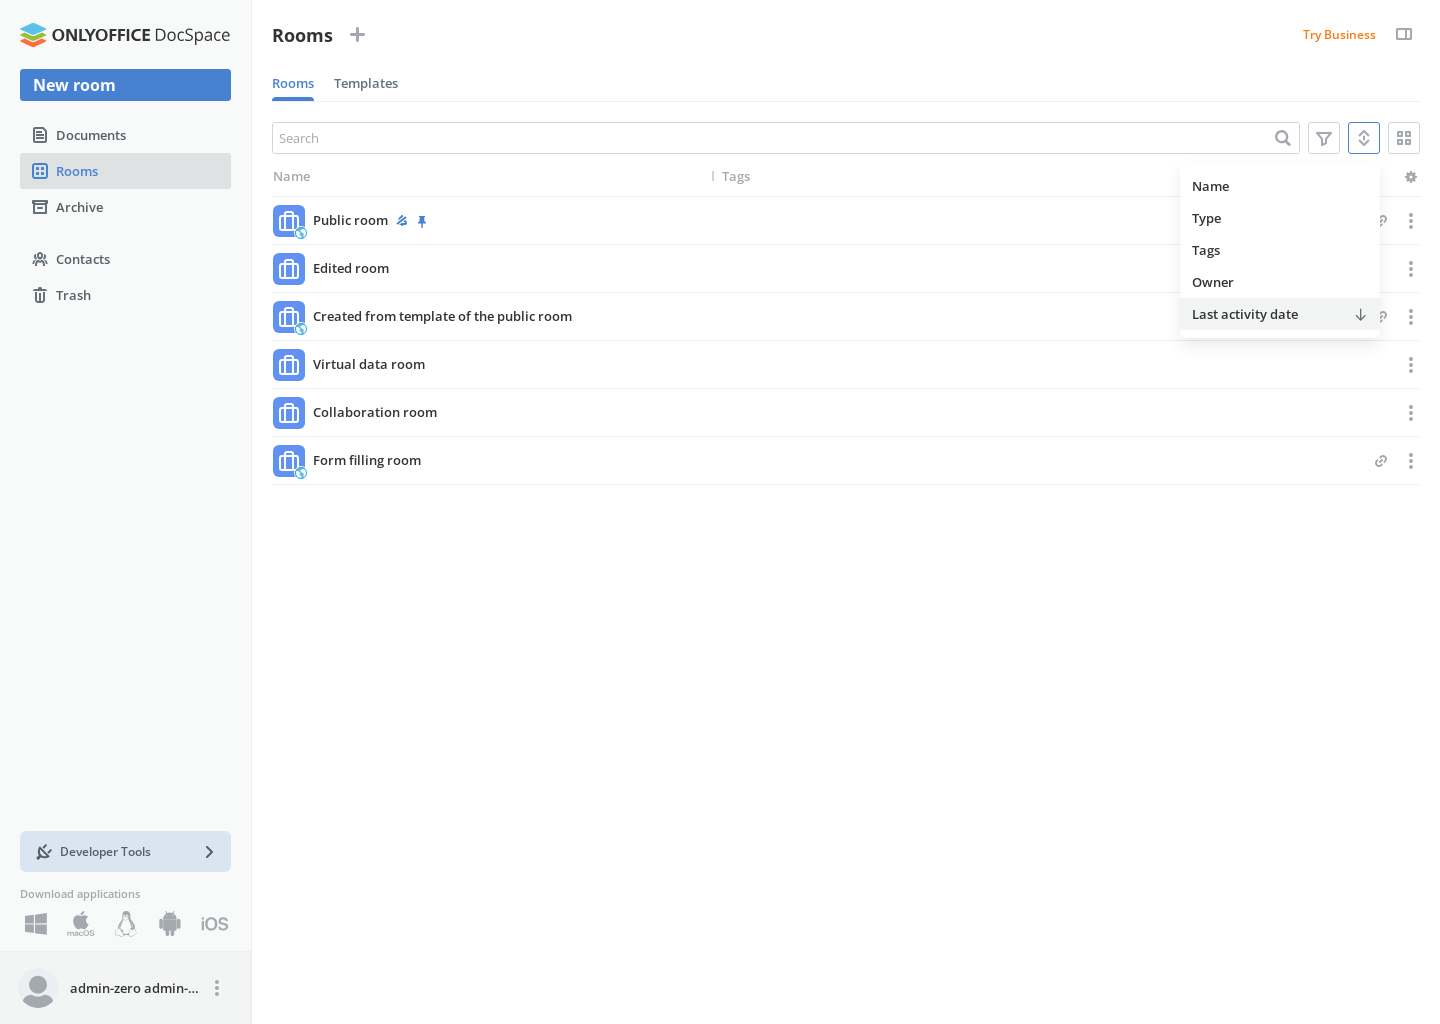 ONLYOFFICE DocSpace
New room
Documents
Rooms
Archive
Contacts
Trash
Developer Tools
Download applications
macOS
iOS
admin-zero admin-...
Rooms
Try Business
Rooms
Templates
Search
Name
Tags
Public room
Edited room
Created from template of the public room
Virtual data room
Collaboration room
Form filling room
Name
Type
Tags
Owner
Last activity date